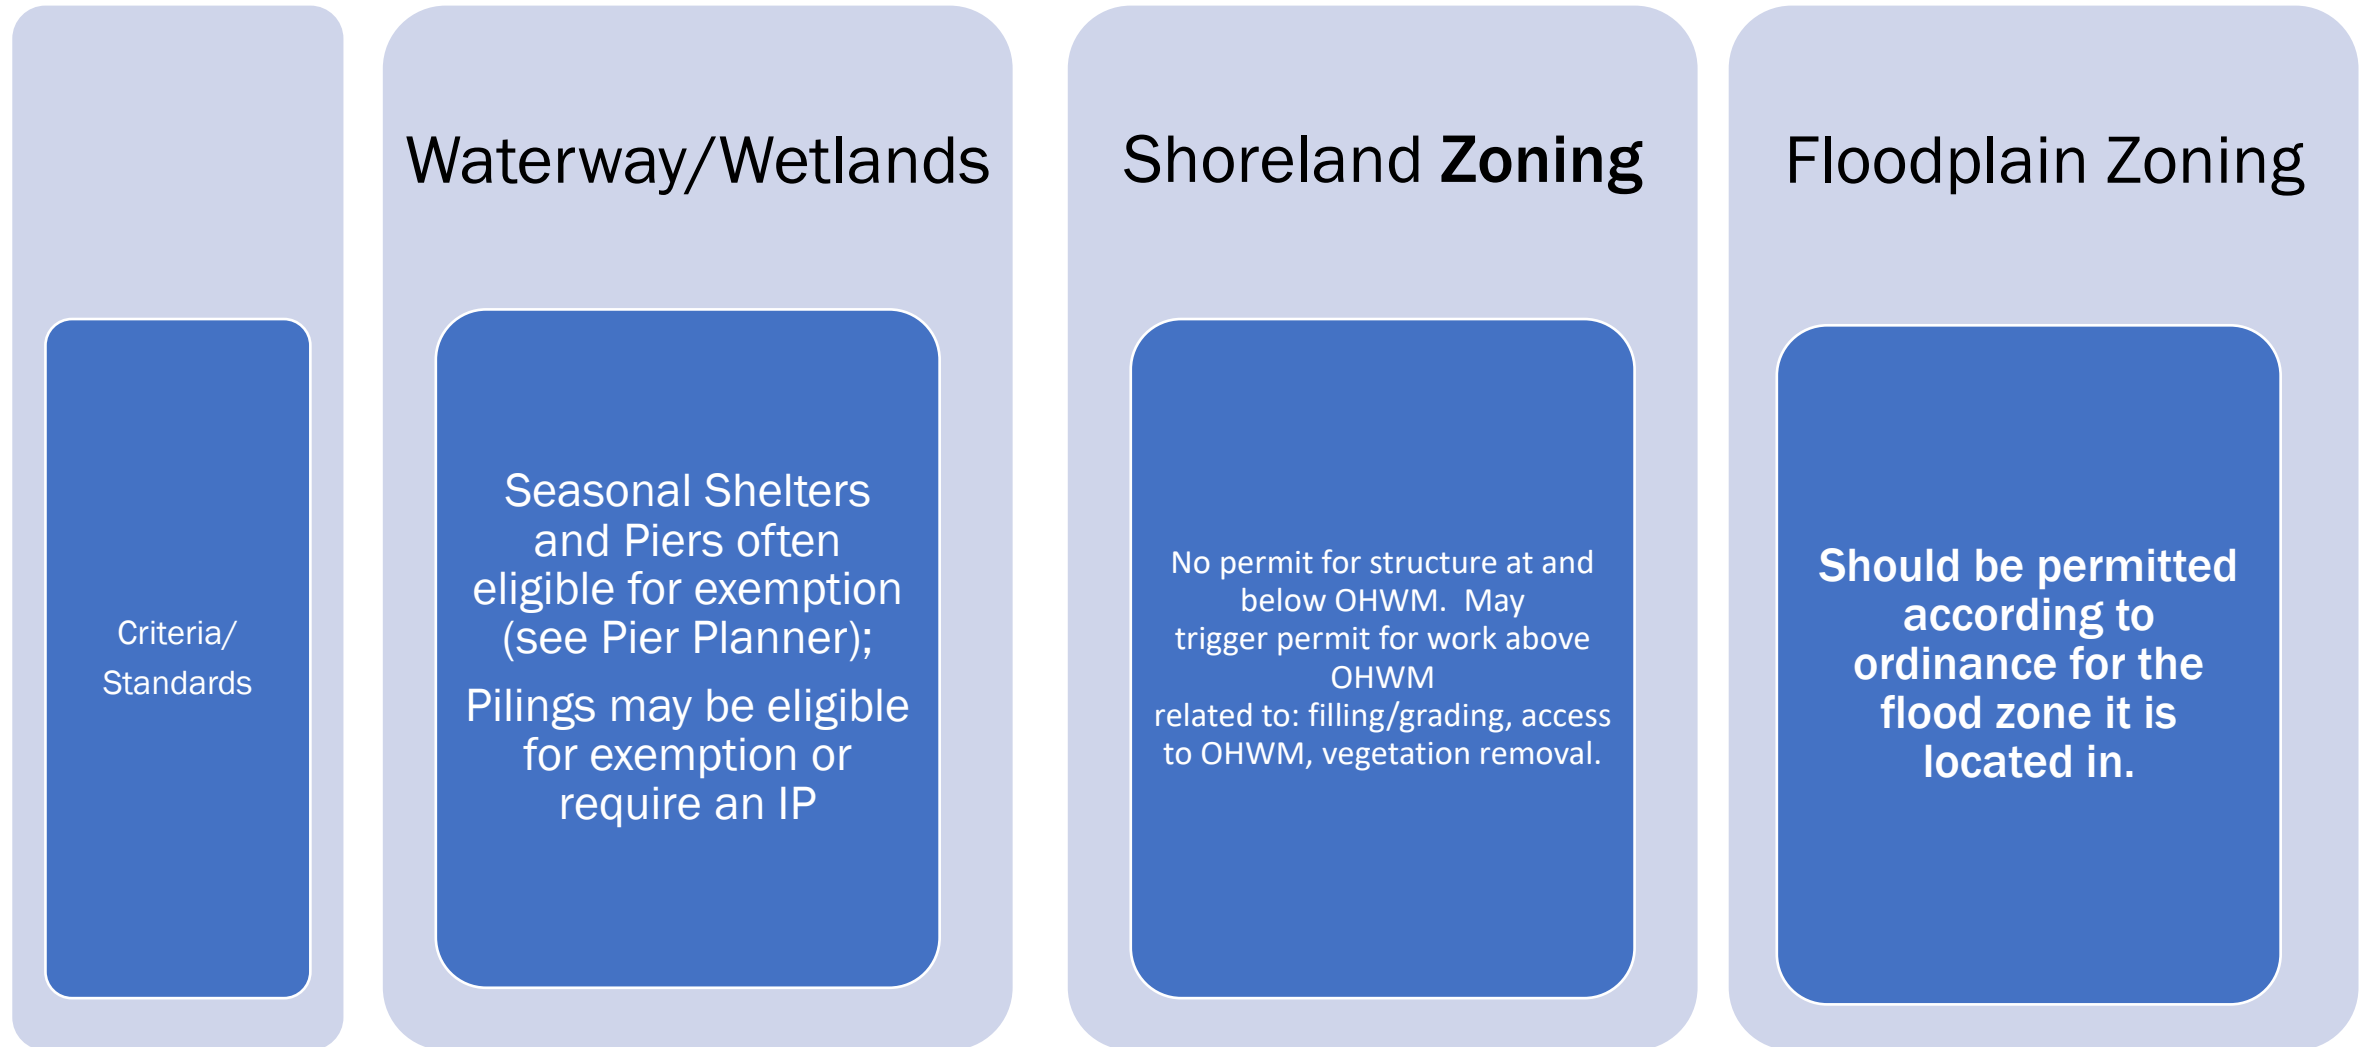 Waterway/Wetlands
Shoreland Zoning
Floodplain Zoning
Criteria/
Standards
Seasonal Shelters
and Piers often
eligible for exemption
(see Pier Planner);
Pilings may be eligible
for exemption or
require an IP
No permit for structure at and
below OHWM.  May
trigger permit for work above
OHWM
related to: filling/grading, access
to OHWM, vegetation removal.
Should be permitted
according to
ordinance for the
flood zone it is
located in.